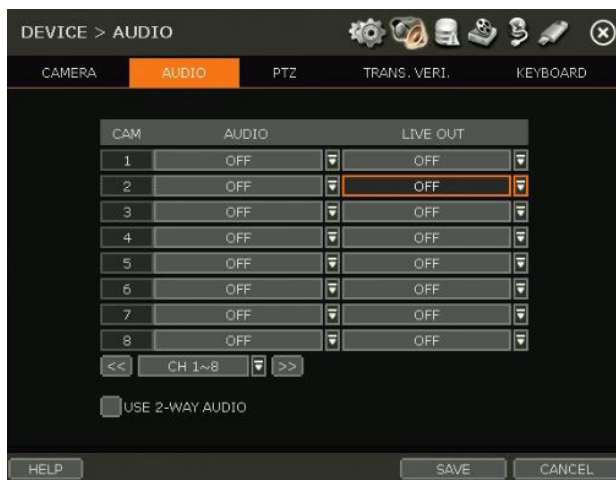 DEVICE > AUDIO
CAMERA AUDIO PTZ TRANS. VERI. KEYBOARD
CAM AUDIO LIVE OUT
1 OFF OFF
2 OFF OFF
3 OFF OFF
4 OFF OFF
5 OFF OFF
6 OFF OFF
7 OFF OFF
8 OFF OFF
<< CH 1~8 >>
USE 2-WAY AUDIO
HELP SAVE CANCEL